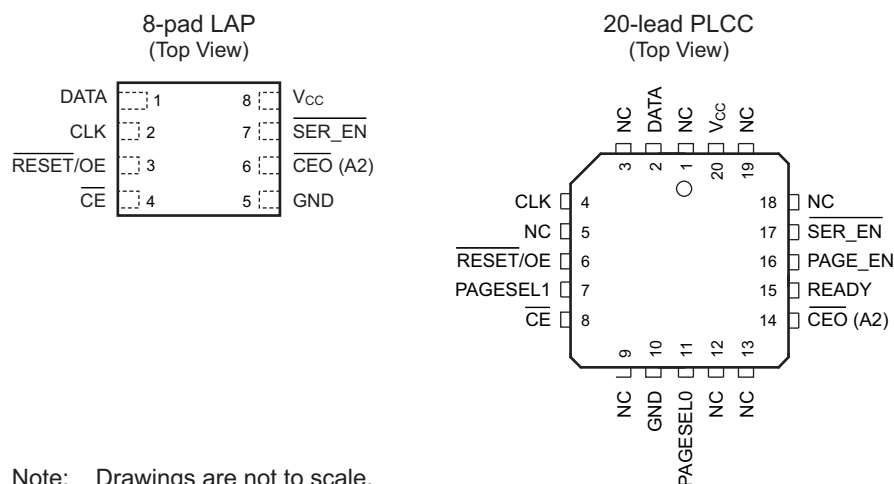 8-pad LAP
(Top View)
DATA 1 8 Vcc
CLK 2 7 SER_EN
RESET/OE 3 6 CEO (A2)
CE 4 5 GND
20-lead PLCC
(Top View)
NC DATA NC Vcc NC
3 2 1 20 19
CLK 4 18 NC
NC 5 17 SER_EN
RESET/OE 6 16 PAGE_EN
PAGESEL1 7 15 READY
CE 8 14 CEO (A2)
9 10 11 12 13
NC GND PAGESEL0 NC NC
Note: Drawings are not to scale.